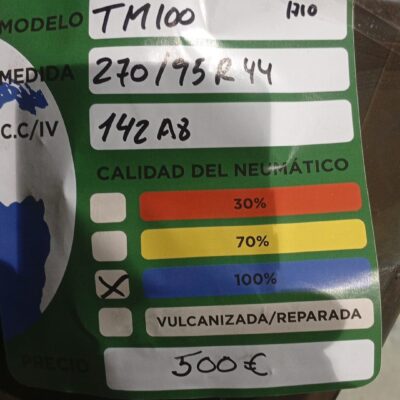 MODELO TM100 1710
MEDIDA 270/95 R 44
C.C/IV 142 A8
CALIDAD DEL NEUMÁTICO
30%
70%
100%
VULCANIZADA/REPARADA
PRECIO 500€